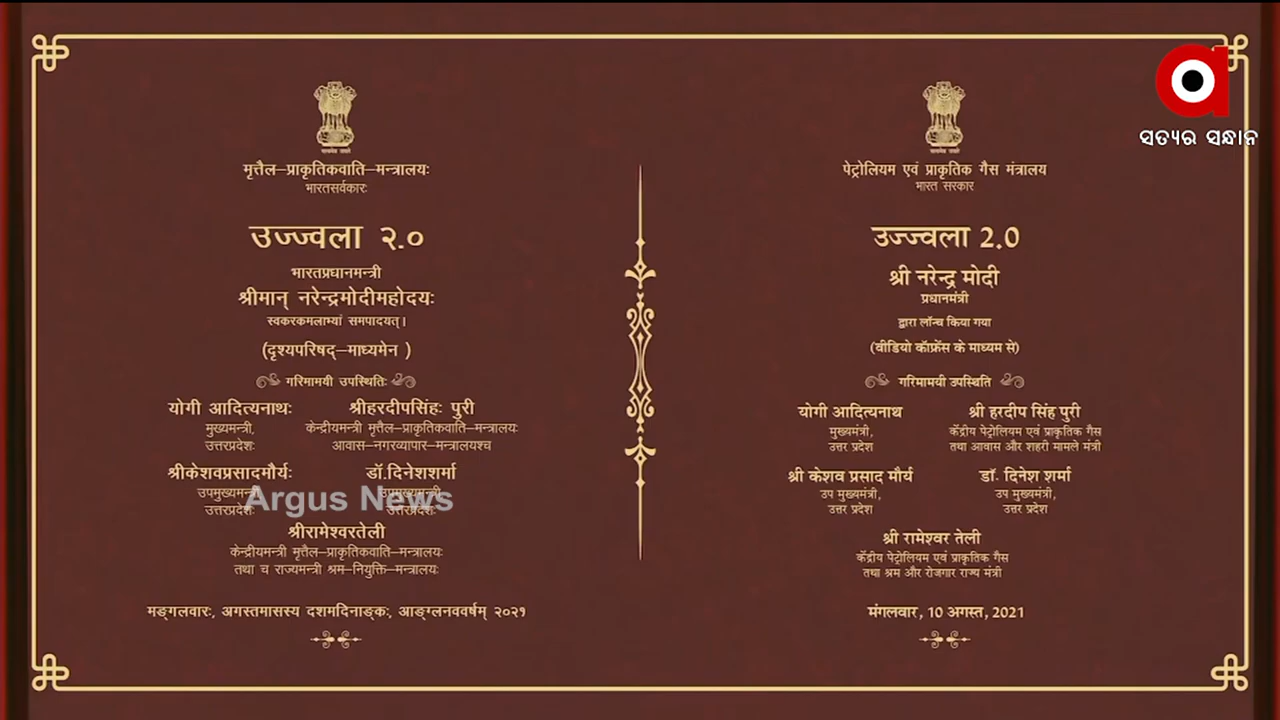 मृत्तैल–प्राकृतिकवाति–मन्त्रालयः
भारतसर्वकारः
उज्ज्वला २.०
भारतप्रधानमन्त्री
श्रीमान् नरेन्द्रमोदीमहोदयः
स्वकरकमलाभ्यां समपादयत्।
(दृश्यपरिषद्–माध्यमेन )
गरिमामयी उपस्थितिः
योगी आदित्यनाथः श्रीहरदीपसिंहः पुरी
मुख्यमन्त्री, केन्द्रीयमन्त्री मृत्तैल–प्राकृतिकवाति–मन्त्रालयः
उत्तरप्रदेशः आवास–नगरव्यापार–मन्त्रालयश्च
श्रीकेशवप्रसादमौर्यः डॉ.दिनेशशर्मा
उपमुख्यमन्त्री उपमुख्यमन्त्री
उत्तरप्रदेशः उत्तरप्रदेशः
श्रीरामेश्वरतेली
केन्द्रीयमन्त्री मृत्तैल–प्राकृतिकवाति–मन्त्रालयः
तथा च राज्यमन्त्री श्रम–नियुक्ति–मन्त्रालयः
मङ्गलवारः, अगस्तमासस्य दशमदिनाङ्कः, आङ्ग्लनववर्षम् २०२१
Argus News
पेट्रोलियम एवं प्राकृतिक गैस मंत्रालय
भारत सरकार
उज्ज्वला 2.0
श्री नरेन्द्र मोदी
प्रधानमंत्री
द्वारा लॉन्च किया गया
(वीडियो कॉफ्रेंस के माध्यम से)
गरिमामयी उपस्थिति
योगी आदित्यनाथ श्री हरदीप सिंह पुरी
मुख्यमंत्री, केंद्रीय पेट्रोलियम एवं प्राकृतिक गैस
उत्तर प्रदेश तथा आवास और शहरी मामले मंत्री
श्री केशव प्रसाद मौर्य डॉ. दिनेश शर्मा
उप मुख्यमंत्री, उप मुख्यमंत्री,
उत्तर प्रदेश उत्तर प्रदेश
श्री रामेश्वर तेली
केंद्रीय पेट्रोलियम एवं प्राकृतिक गैस
तथा श्रम और रोजगार राज्य मंत्री
मंगलवार, 10 अगस्त, 2021
ସତ୍ୟର ସନ୍ଧାନ